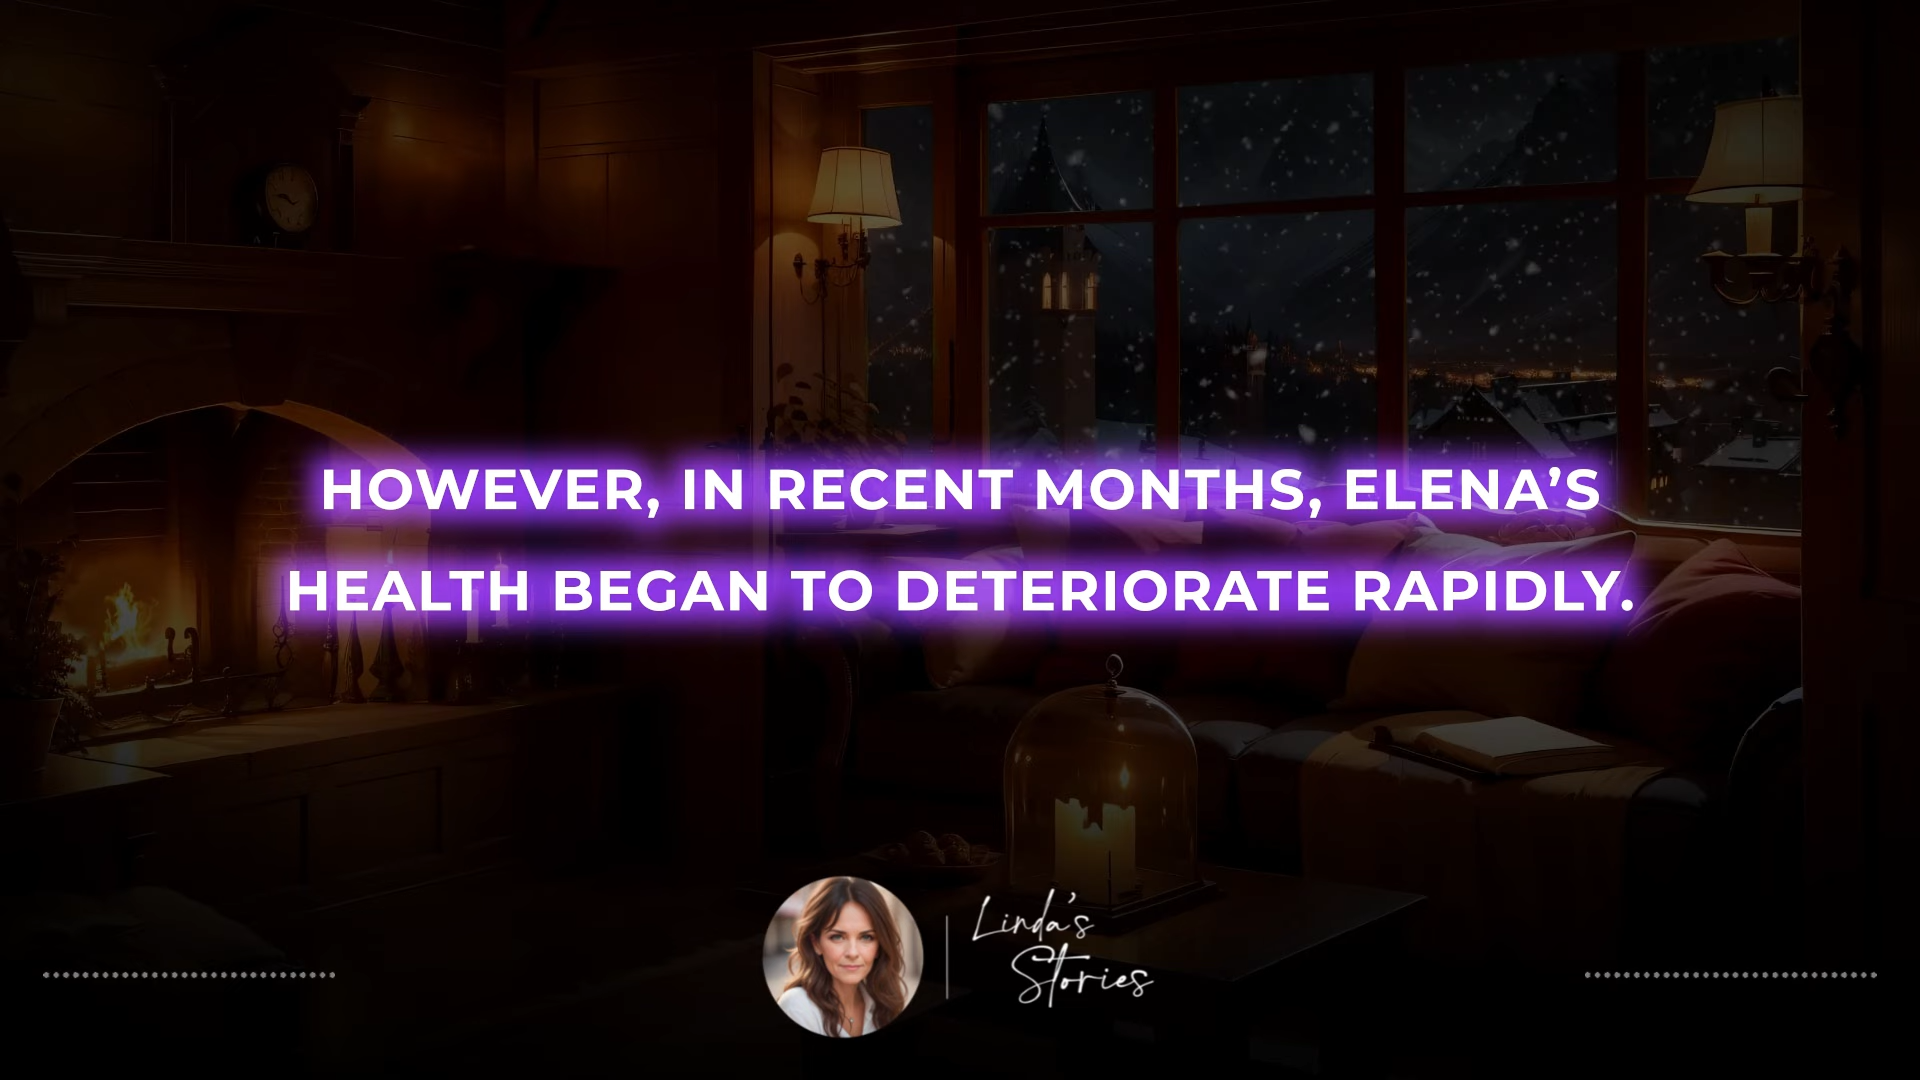 HOWEVER, IN RECENT MONTHS, ELENA’S
HEALTH BEGAN TO DETERIORATE RAPIDLY.
Linda's
Stories